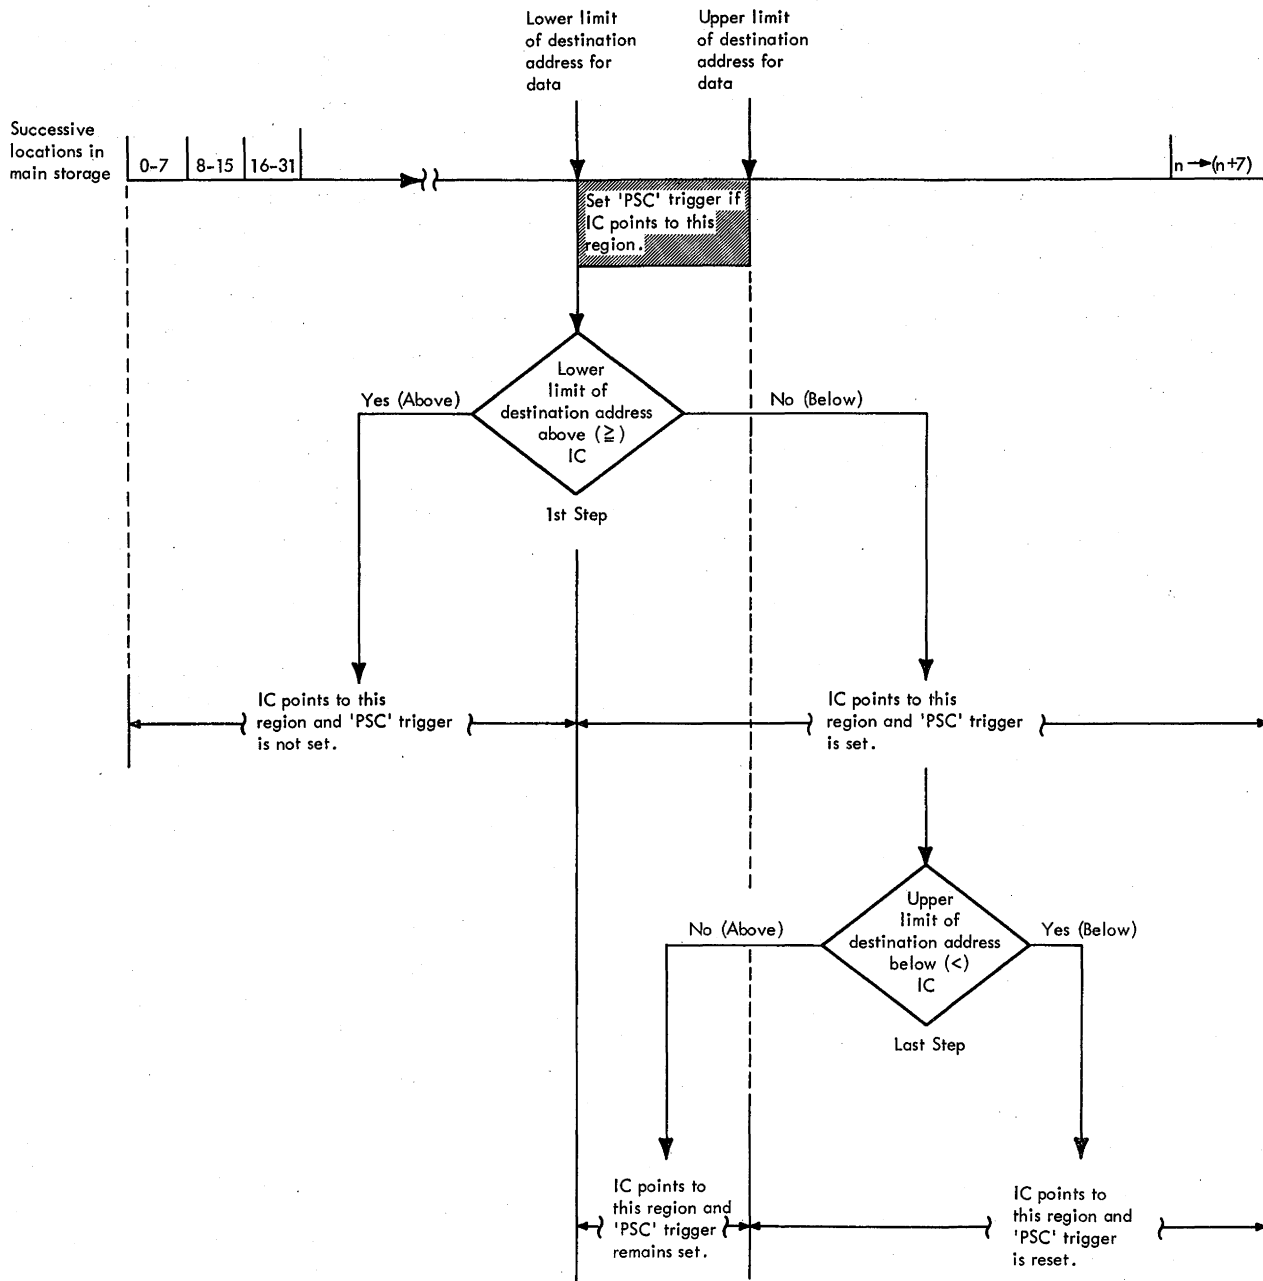 Lower limit
of destination
address for
data
Upper limit
of destination
address for
data
Successive
locations in
main storage
0-7
8-15
16-31
n→(n+7)
Set 'PSC' trigger if
IC points to this
region.
Lower
limit of
destination address
above (≧)
IC
Yes (Above)
No (Below)
1st Step
IC points to this
region and 'PSC' trigger
is not set.
IC points to this
region and 'PSC' trigger
is set.
Upper
limit of
destination address
below (<)
IC
No (Above)
Yes (Below)
Last Step
IC points to
this region and
'PSC' trigger
remains set.
IC points to
this region and
'PSC' trigger
is reset.